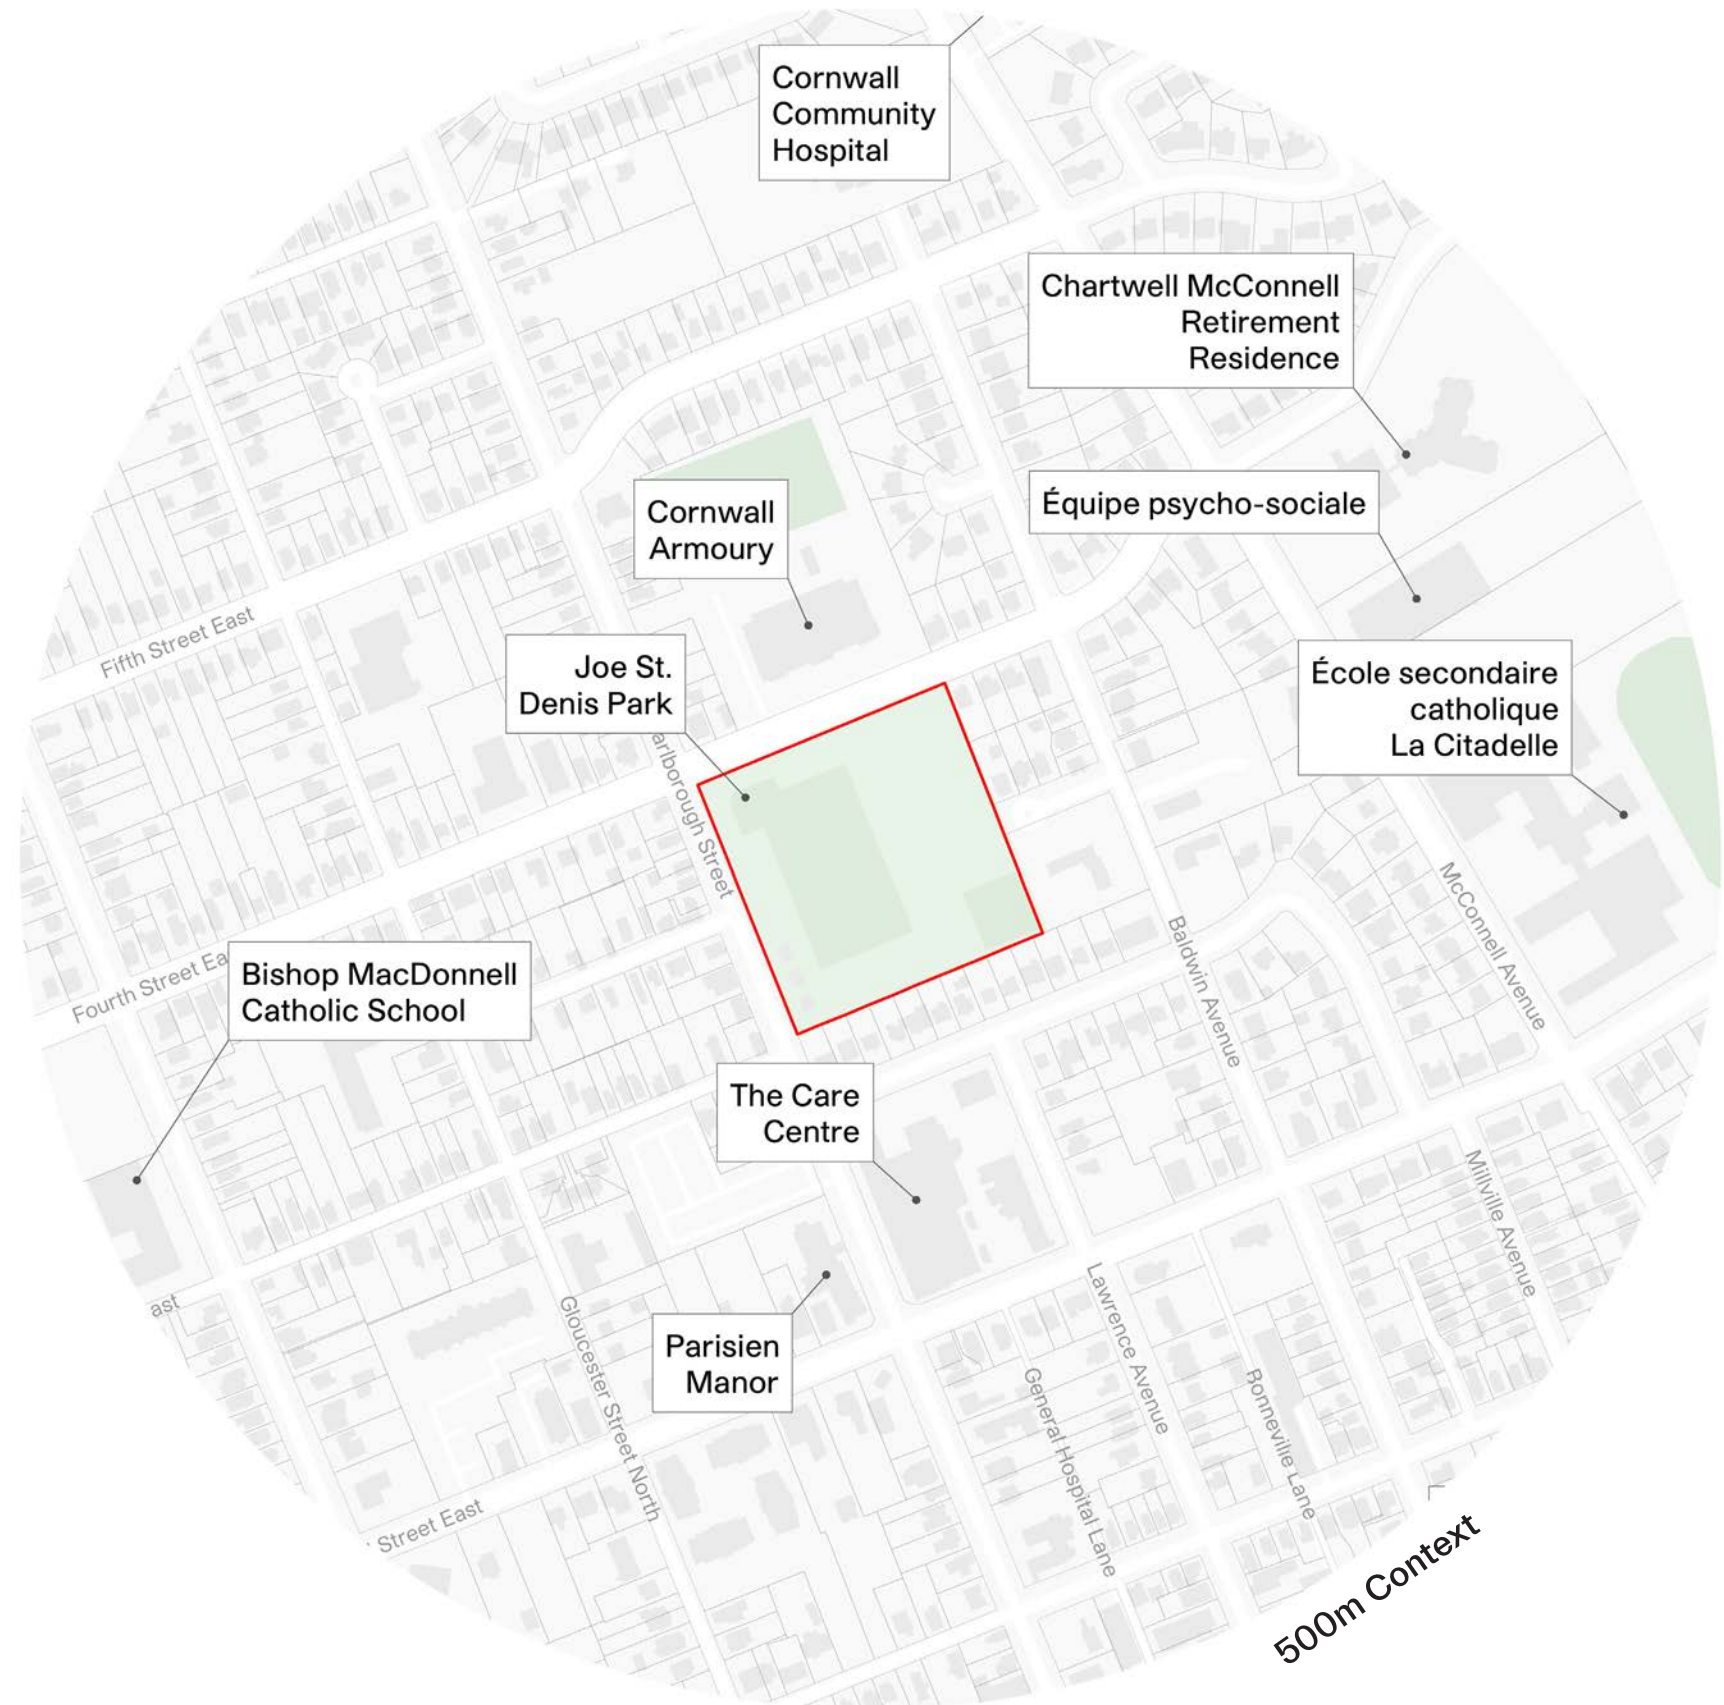 Cornwall
Community
Hospital
Chartwell McConnell
Retirement
Residence
Équipe psycho-sociale
Cornwall
Armoury
Fifth Street East
Joe St.
Denis Park
École secondaire
catholique
La Citadelle
arlborough Street
McConnell Avenue
Baldwin Avenue
Fourth Street Ea
Bishop MacDonnell
Catholic School
The Care
Centre
Millville Avenue
ast
Gloucester Street North
Lawrence Avenue
Parisien
Manor
General Hospital Lane
Bonneville Lane
Street East
L
500m Context